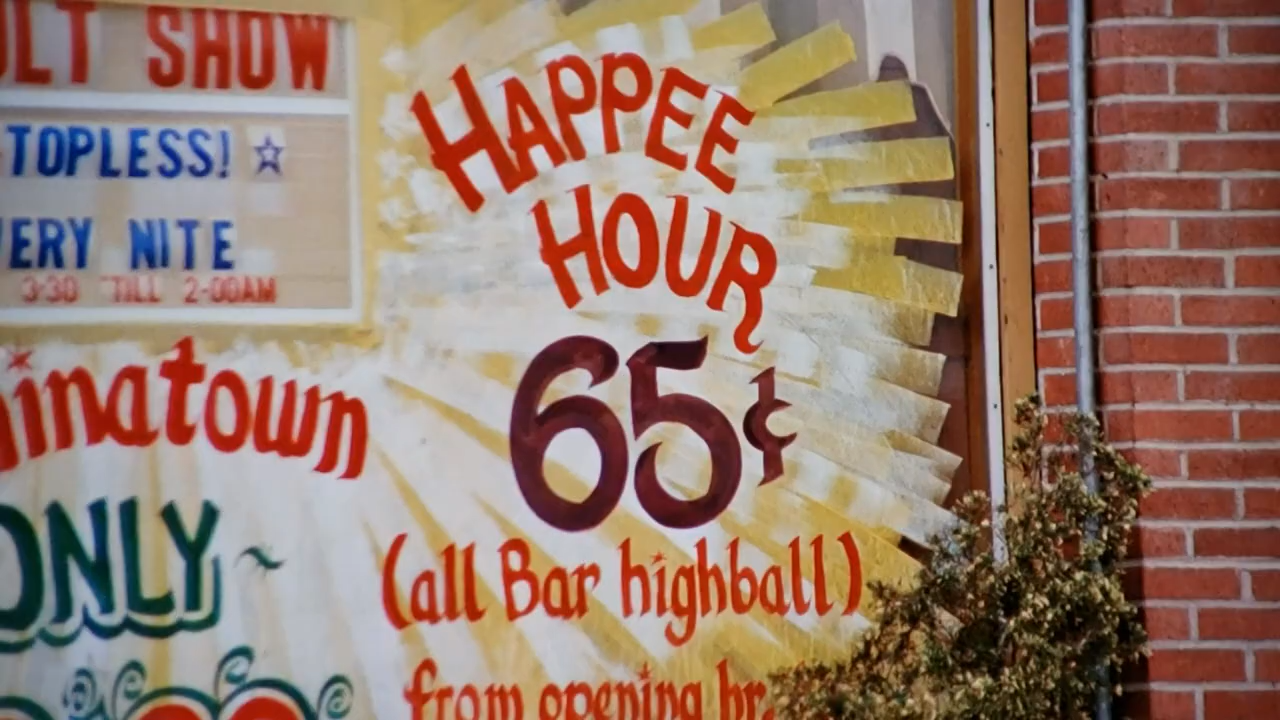 ULT SHOW
TOPLESS! ☆
VERY NITE
3-30 TILL 2-00AM
HAPPEE
HOUR
65¢
hinatown
ONLY ~
(all Bar highball)
from opening hr.